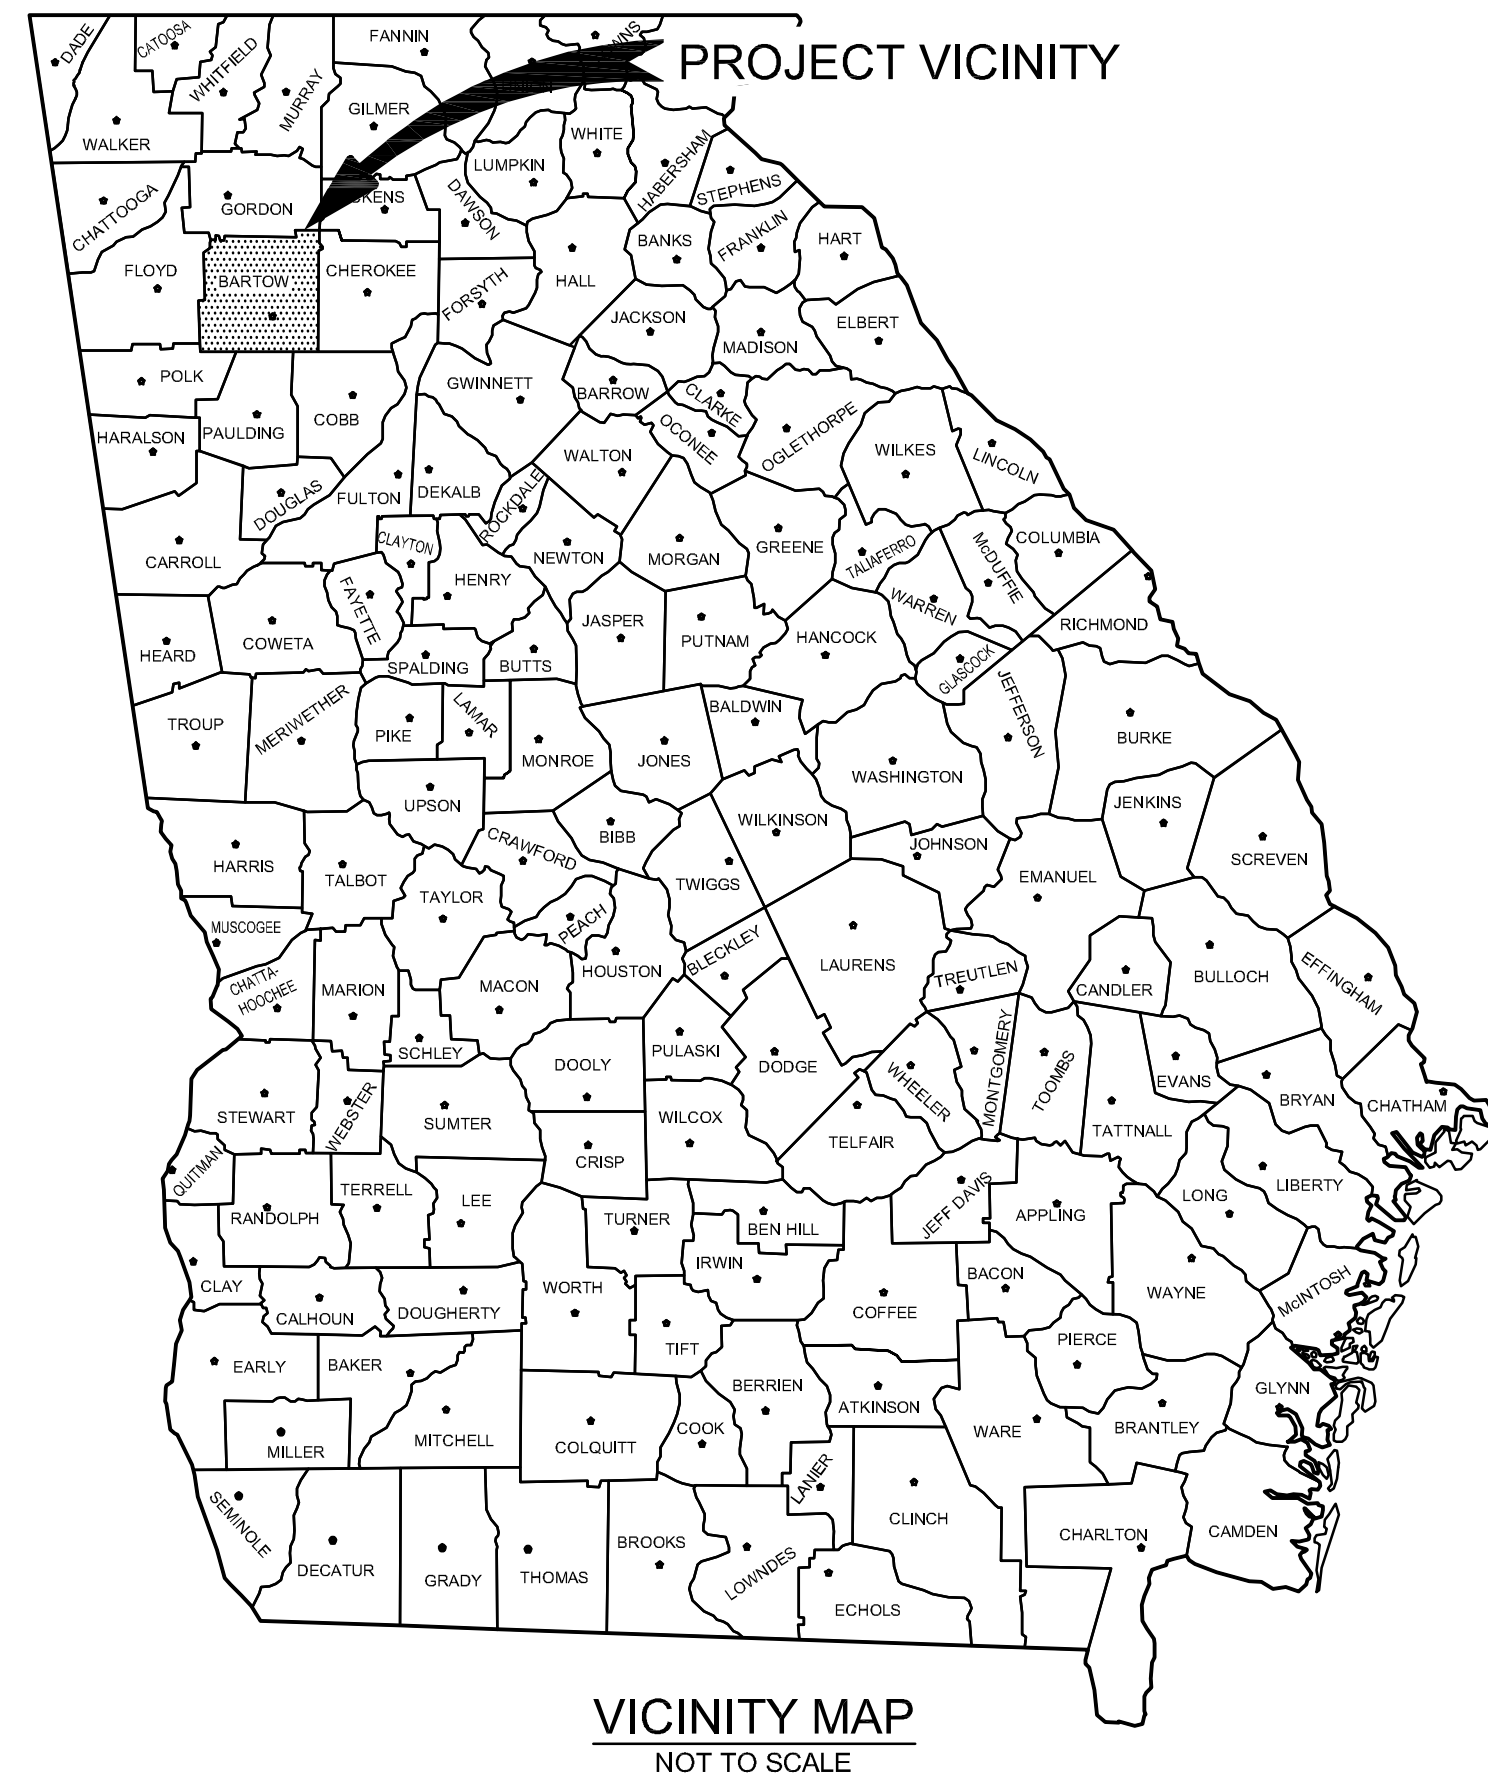 DADE
CATOOSA
WHITFIELD
MURRAY
FANNIN
PROJECT VICINITY
WALKER
GILMER
WHITE
LUMPKIN
HABERSHAM
STEPHENS
CHATTOOGA
GORDON
DAWSON
BANKS
FRANKLIN
HART
FLOYD
BARTOW
CHEROKEE
FORSYTH
HALL
JACKSON
MADISON
ELBERT
POLK
GWINNETT
BARROW
CLARKE
OGLETHORPE
HARALSON
PAULDING
COBB
OCONEE
WALTON
WILKES
LINCOLN
DOUGLAS
FULTON
DEKALB
ROCKDALE
CARROLL
CLAYTON
NEWTON
MORGAN
GREENE
TALIAFERRO
McDUFFIE
COLUMBIA
HENRY
FAYETTE
WARREN
RICHMOND
HEARD
COWETA
SPALDING
BUTTS
JASPER
PUTNAM
HANCOCK
GLASCOCK
JEFFERSON
TROUP
MERIWETHER
PIKE
LAMAR
MONROE
JONES
BALDWIN
WASHINGTON
BURKE
UPSON
BIBB
WILKINSON
JENKINS
HARRIS
TALBOT
CRAWFORD
TWIGGS
JOHNSON
SCREVEN
TAYLOR
PEACH
EMANUEL
MUSCOGEE
CHATTA-
HOOCHEE
MARION
MACON
HOUSTON
BLECKLEY
LAURENS
TREUTLEN
CANDLER
BULLOCH
EFFINGHAM
SCHLEY
DOOLY
PULASKI
DODGE
WHEELER
MONTGOMERY
TOOMBS
EVANS
BRYAN
CHATHAM
STEWART
WEBSTER
SUMTER
WILCOX
TELFAIR
TATTNALL
QUITMAN
CRISP
RANDOLPH
TERRELL
LEE
TURNER
BEN HILL
JEFF DAVIS
APPLING
LONG
LIBERTY
CLAY
CALHOUN
DOUGHERTY
WORTH
IRWIN
COFFEE
BACON
WAYNE
McINTOSH
EARLY
BAKER
TIFT
PIERCE
BERRIEN
ATKINSON
GLYNN
MILLER
MITCHELL
COLQUITT
COOK
WARE
BRANTLEY
LANIER
SEMINOLE
DECATUR
GRADY
THOMAS
BROOKS
LOWNDES
CLINCH
CHARLTON
CAMDEN
ECHOLS
VICINITY MAP
NOT TO SCALE